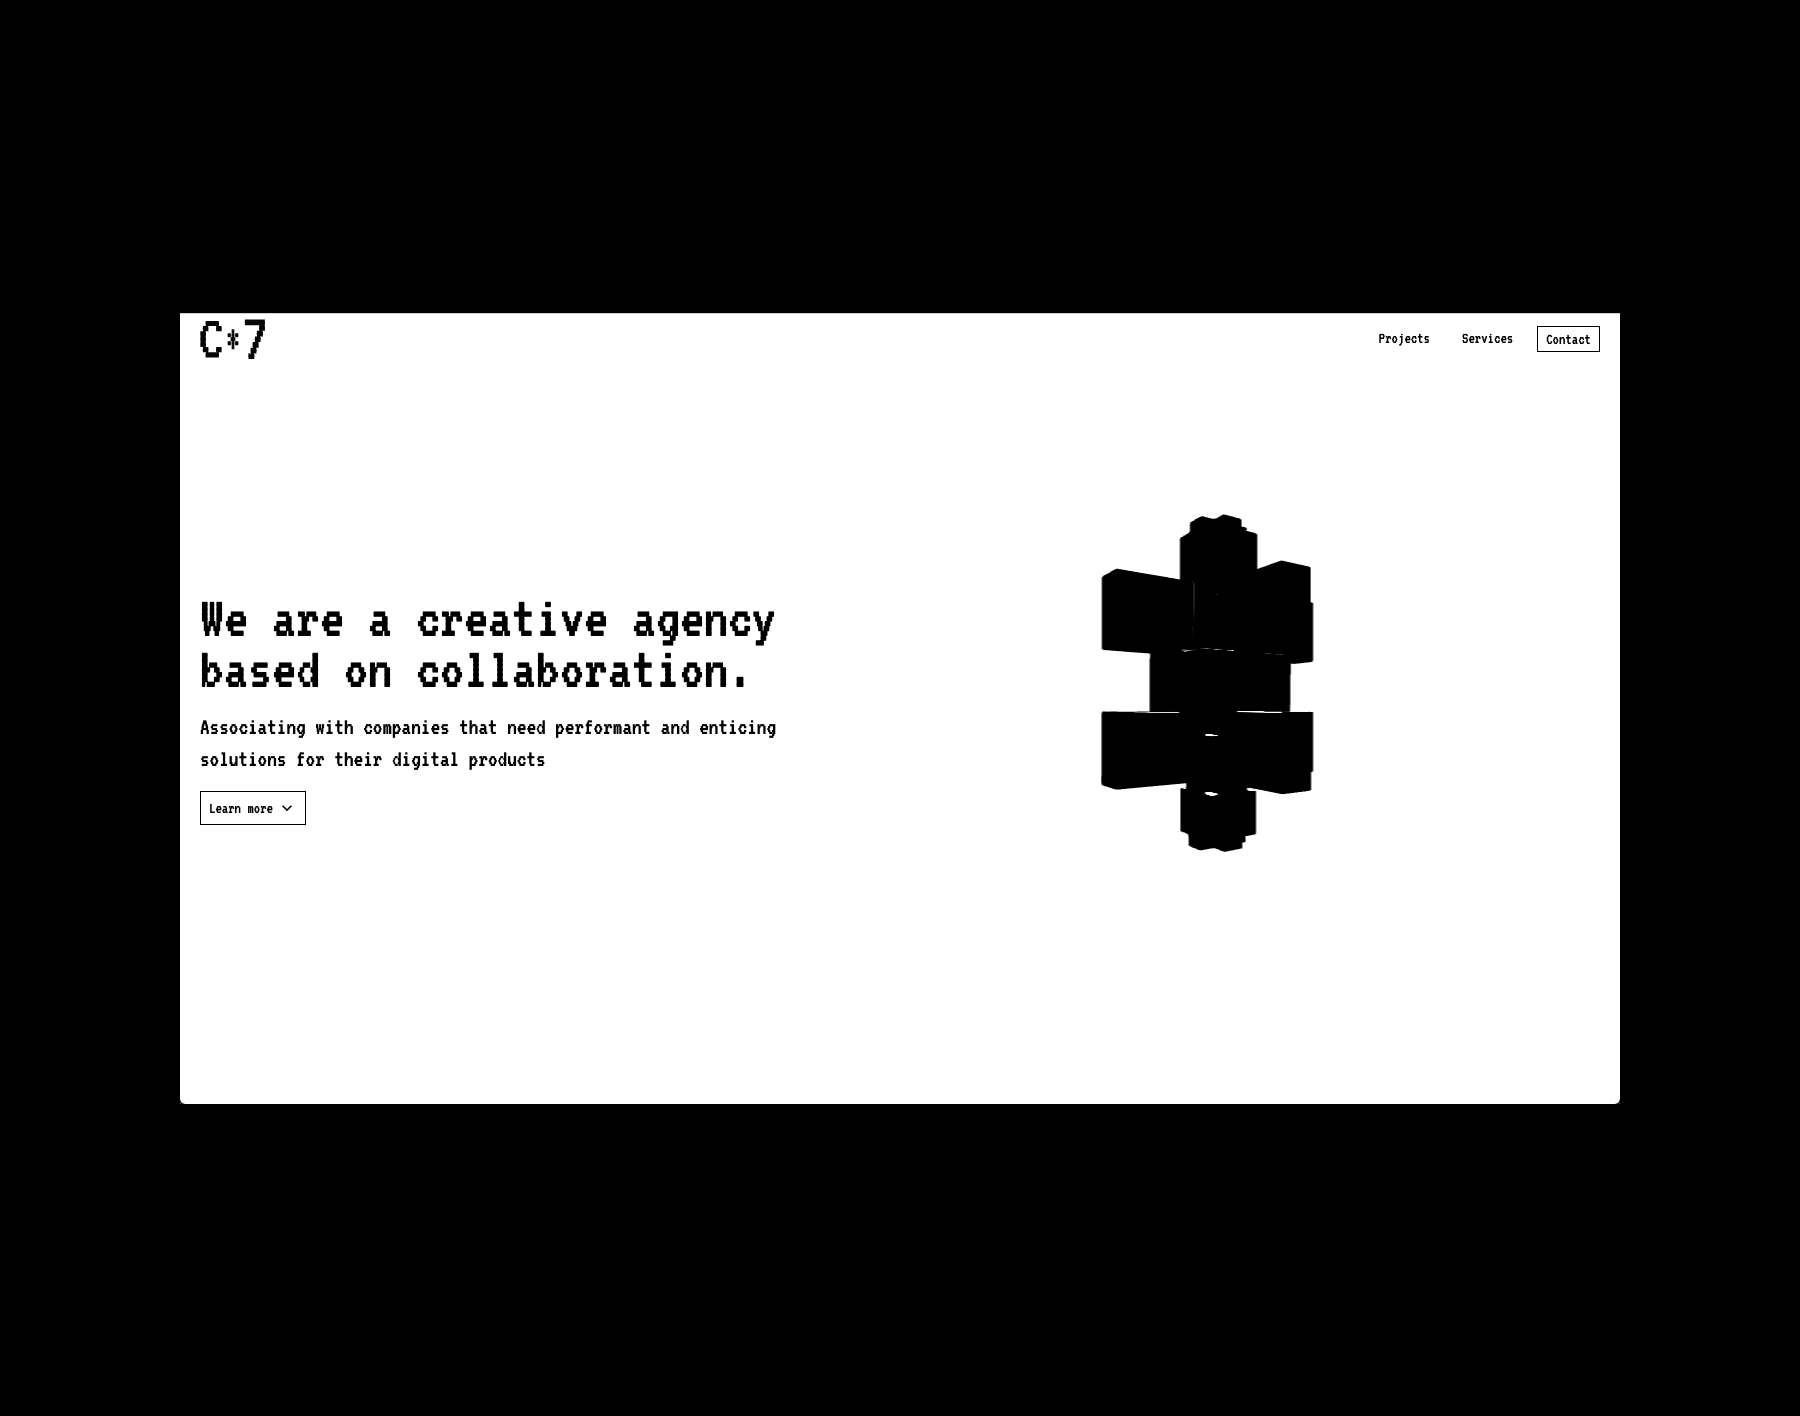 C*7
Projects Services Contact
We are a creative agency
based on collaboration.
Associating with companies that need performant and enticing
solutions for their digital products
Learn more